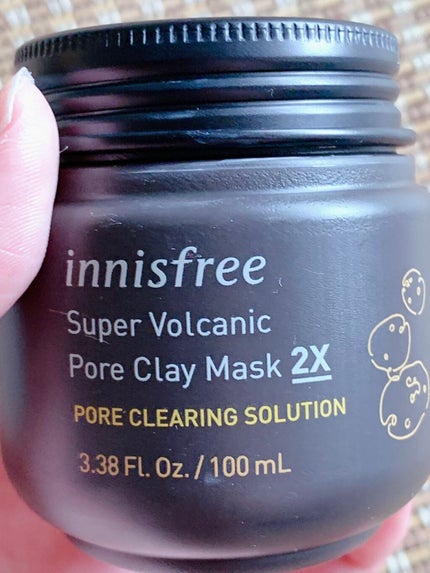 innisfree
Super Volcanic
Pore Clay Mask 2X
PORE CLEARING SOLUTION
3.38 Fl. Oz. / 100 mL